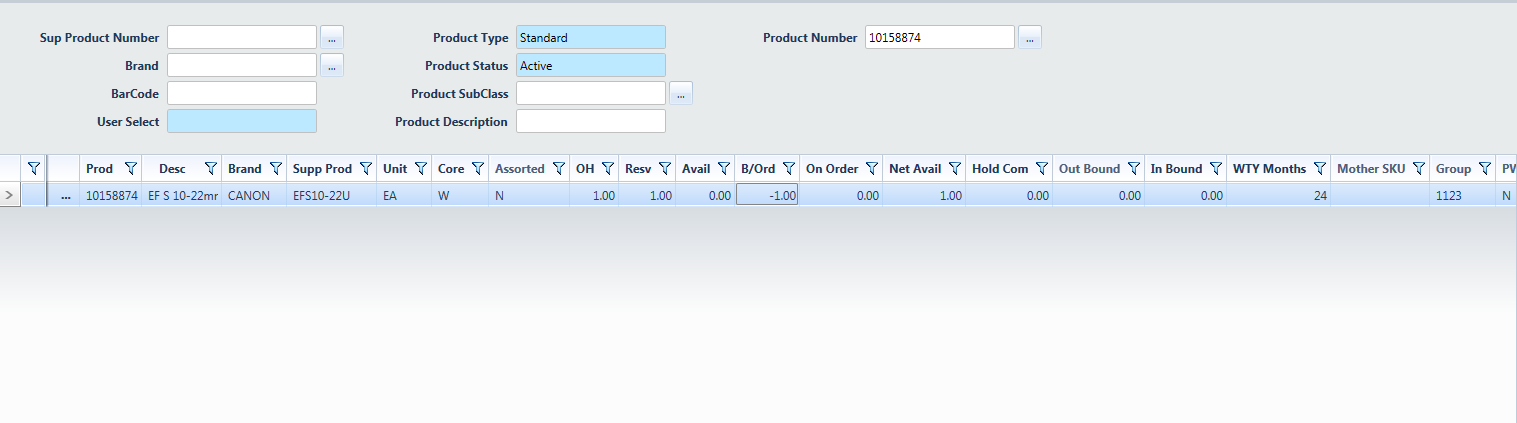 Sup Product Number ... Product Type Standard Product Number 10158874 ...
Brand ... Product Status Active
BarCode Product SubClass ...
User Select Product Description
Prod Desc Brand Supp Prod Unit Core Assorted OH Resv Avail B/Ord On Order Net Avail Hold Com Out Bound In Bound WTY Months Mother SKU Group PW
> ... 10158874 EF S 10-22mr CANON EFS10-22U EA W N 1.00 1.00 0.00 -1.00 0.00 1.00 0.00 0.00 0.00 24 1123 N